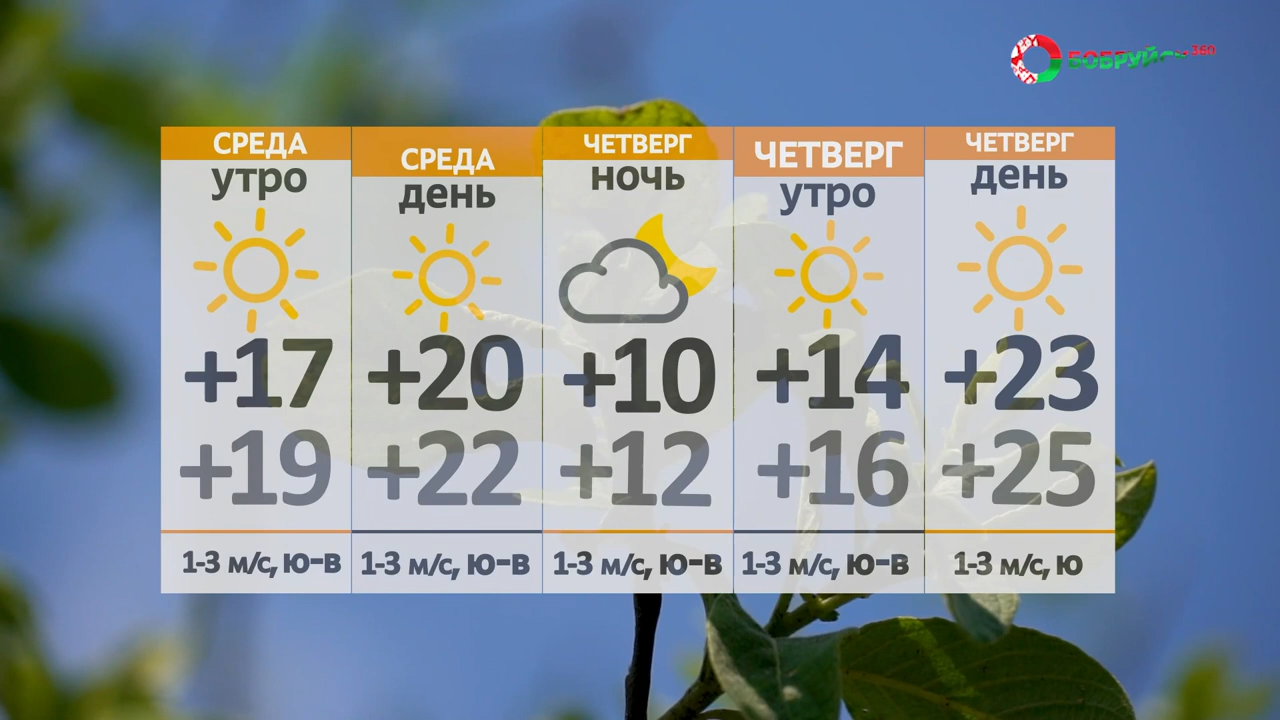 БОБРУЙСК 360
СРЕДА
утро
+17
+19
1-3 м/с, ю-в
СРЕДА
день
+20
+22
1-3 м/с, ю-в
ЧЕТВЕРГ
ночь
+10
+12
1-3 м/с, ю-в
ЧЕТВЕРГ
утро
+14
+16
1-3 м/с, ю-в
ЧЕТВЕРГ
день
+23
+25
1-3 м/с, ю